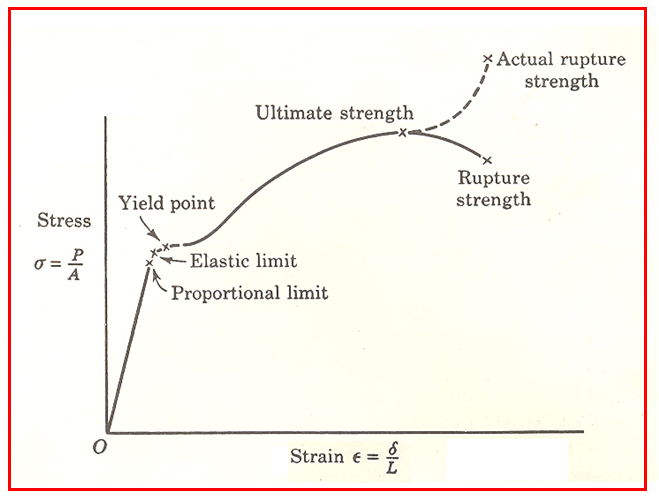 Actual rupture
strength
Ultimate strength
Rupture
strength
Yield point
Stress
σ = P/A
Elastic limit
Proportional limit
O
Strain ϵ = δ/L